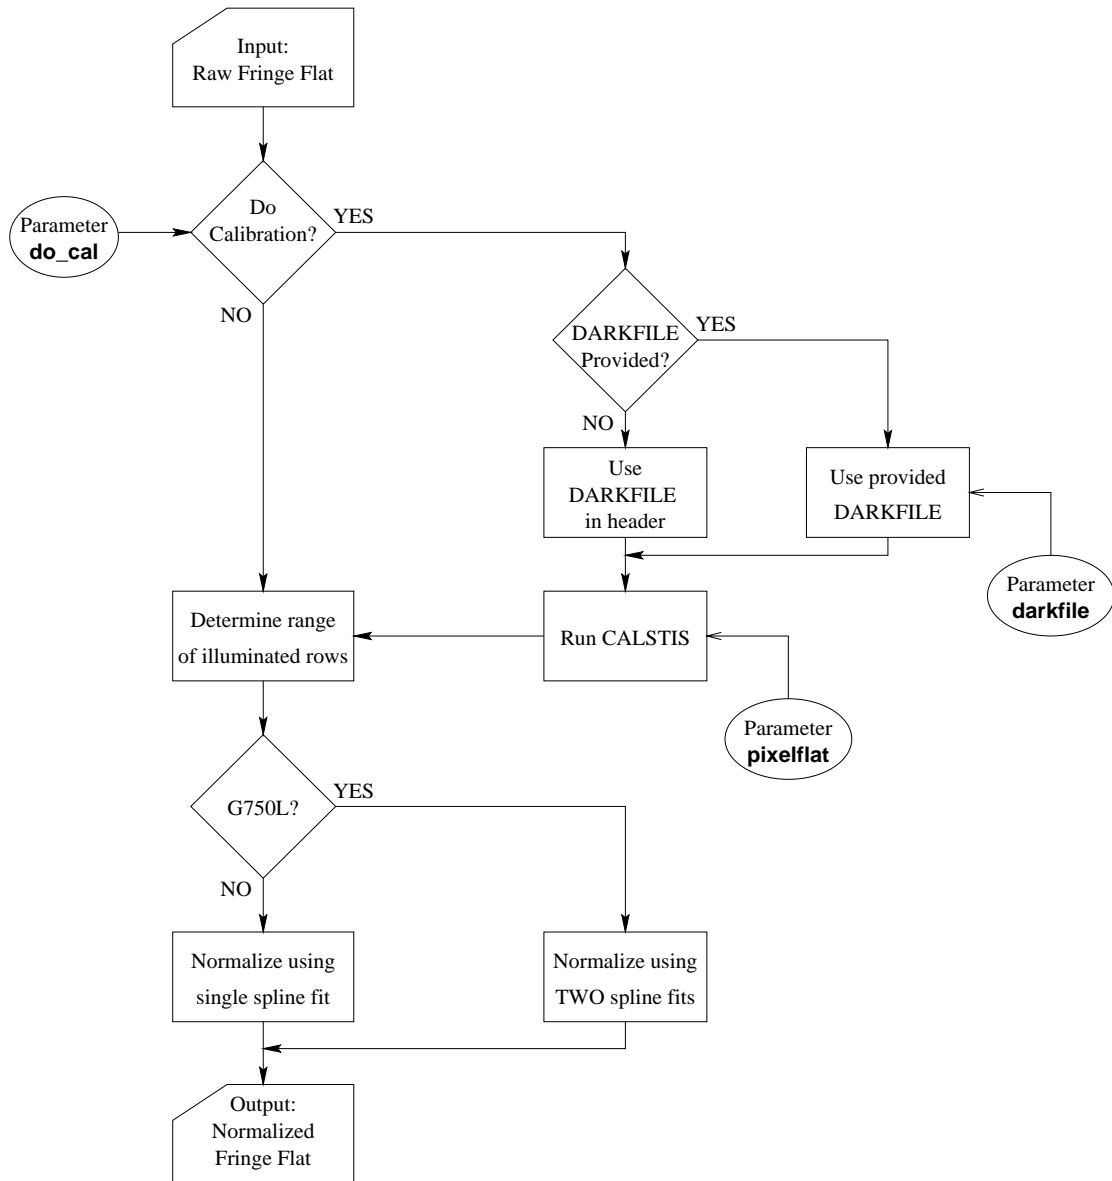 Input:
Raw Fringe Flat
Do
Calibration?
YES
NO
Parameter
do_cal
DARKFILE
Provided?
YES
NO
Use
DARKFILE
in header
Use provided
DARKFILE
Parameter
darkfile
Determine range
of illuminated rows
Run CALSTIS
Parameter
pixelflat
G750L?
YES
NO
Normalize using
single spline fit
Normalize using
TWO spline fits
Output:
Normalized
Fringe Flat